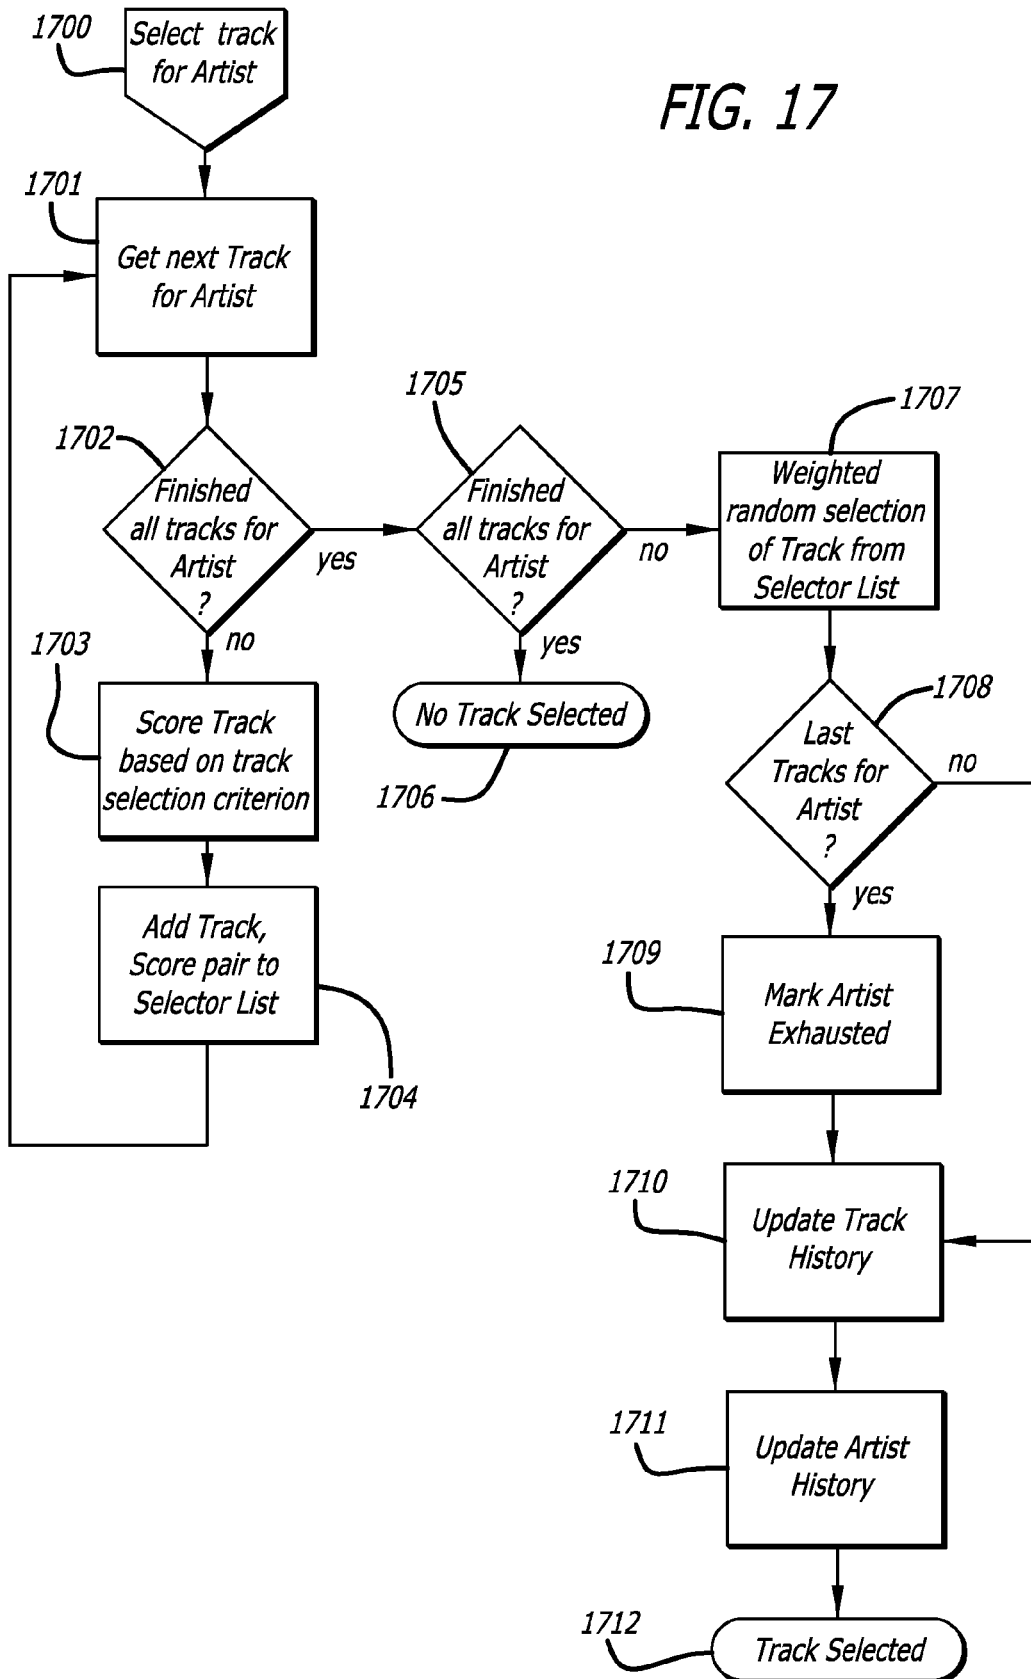 1700
Select track
for Artist
FIG. 17
1701
Get next Track
for Artist
1702
Finished
all tracks for
Artist
?
yes
no
1705
Finished
all tracks for
Artist
?
no
yes
1707
Weighted
random selection
of Track from
Selector List
1703
Score Track
based on track
selection criterion
No Track Selected
1706
1708
Last
Tracks for
Artist
?
no
yes
Add Track,
Score pair to
Selector List
1704
1709
Mark Artist
Exhausted
1710
Update Track
History
1711
Update Artist
History
1712
Track Selected